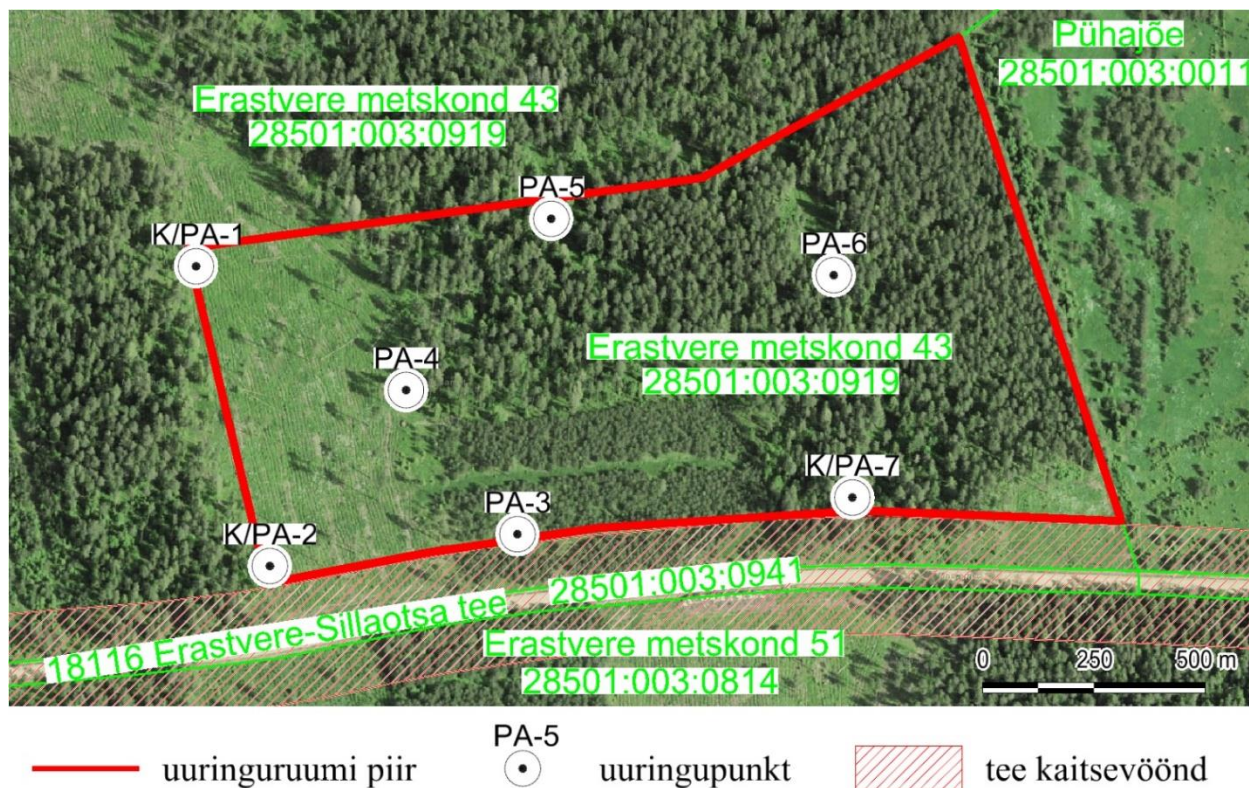 Pühajõe
28501:003:0011
Erastvere metskond 43
28501:003:0919
PA-5
K/PA-1
PA-6
Erastvere metskond 43
28501:003:0919
PA-4
K/PA-7
PA-3
K/PA-2
28501:003:0941
18116 Erastvere-Sillaotsa tee
Erastvere metskond 51
28501:003:0814
0 250 500 m
PA-5
uuringuruumi piir
uuringupunkt
tee kaitsevöönd